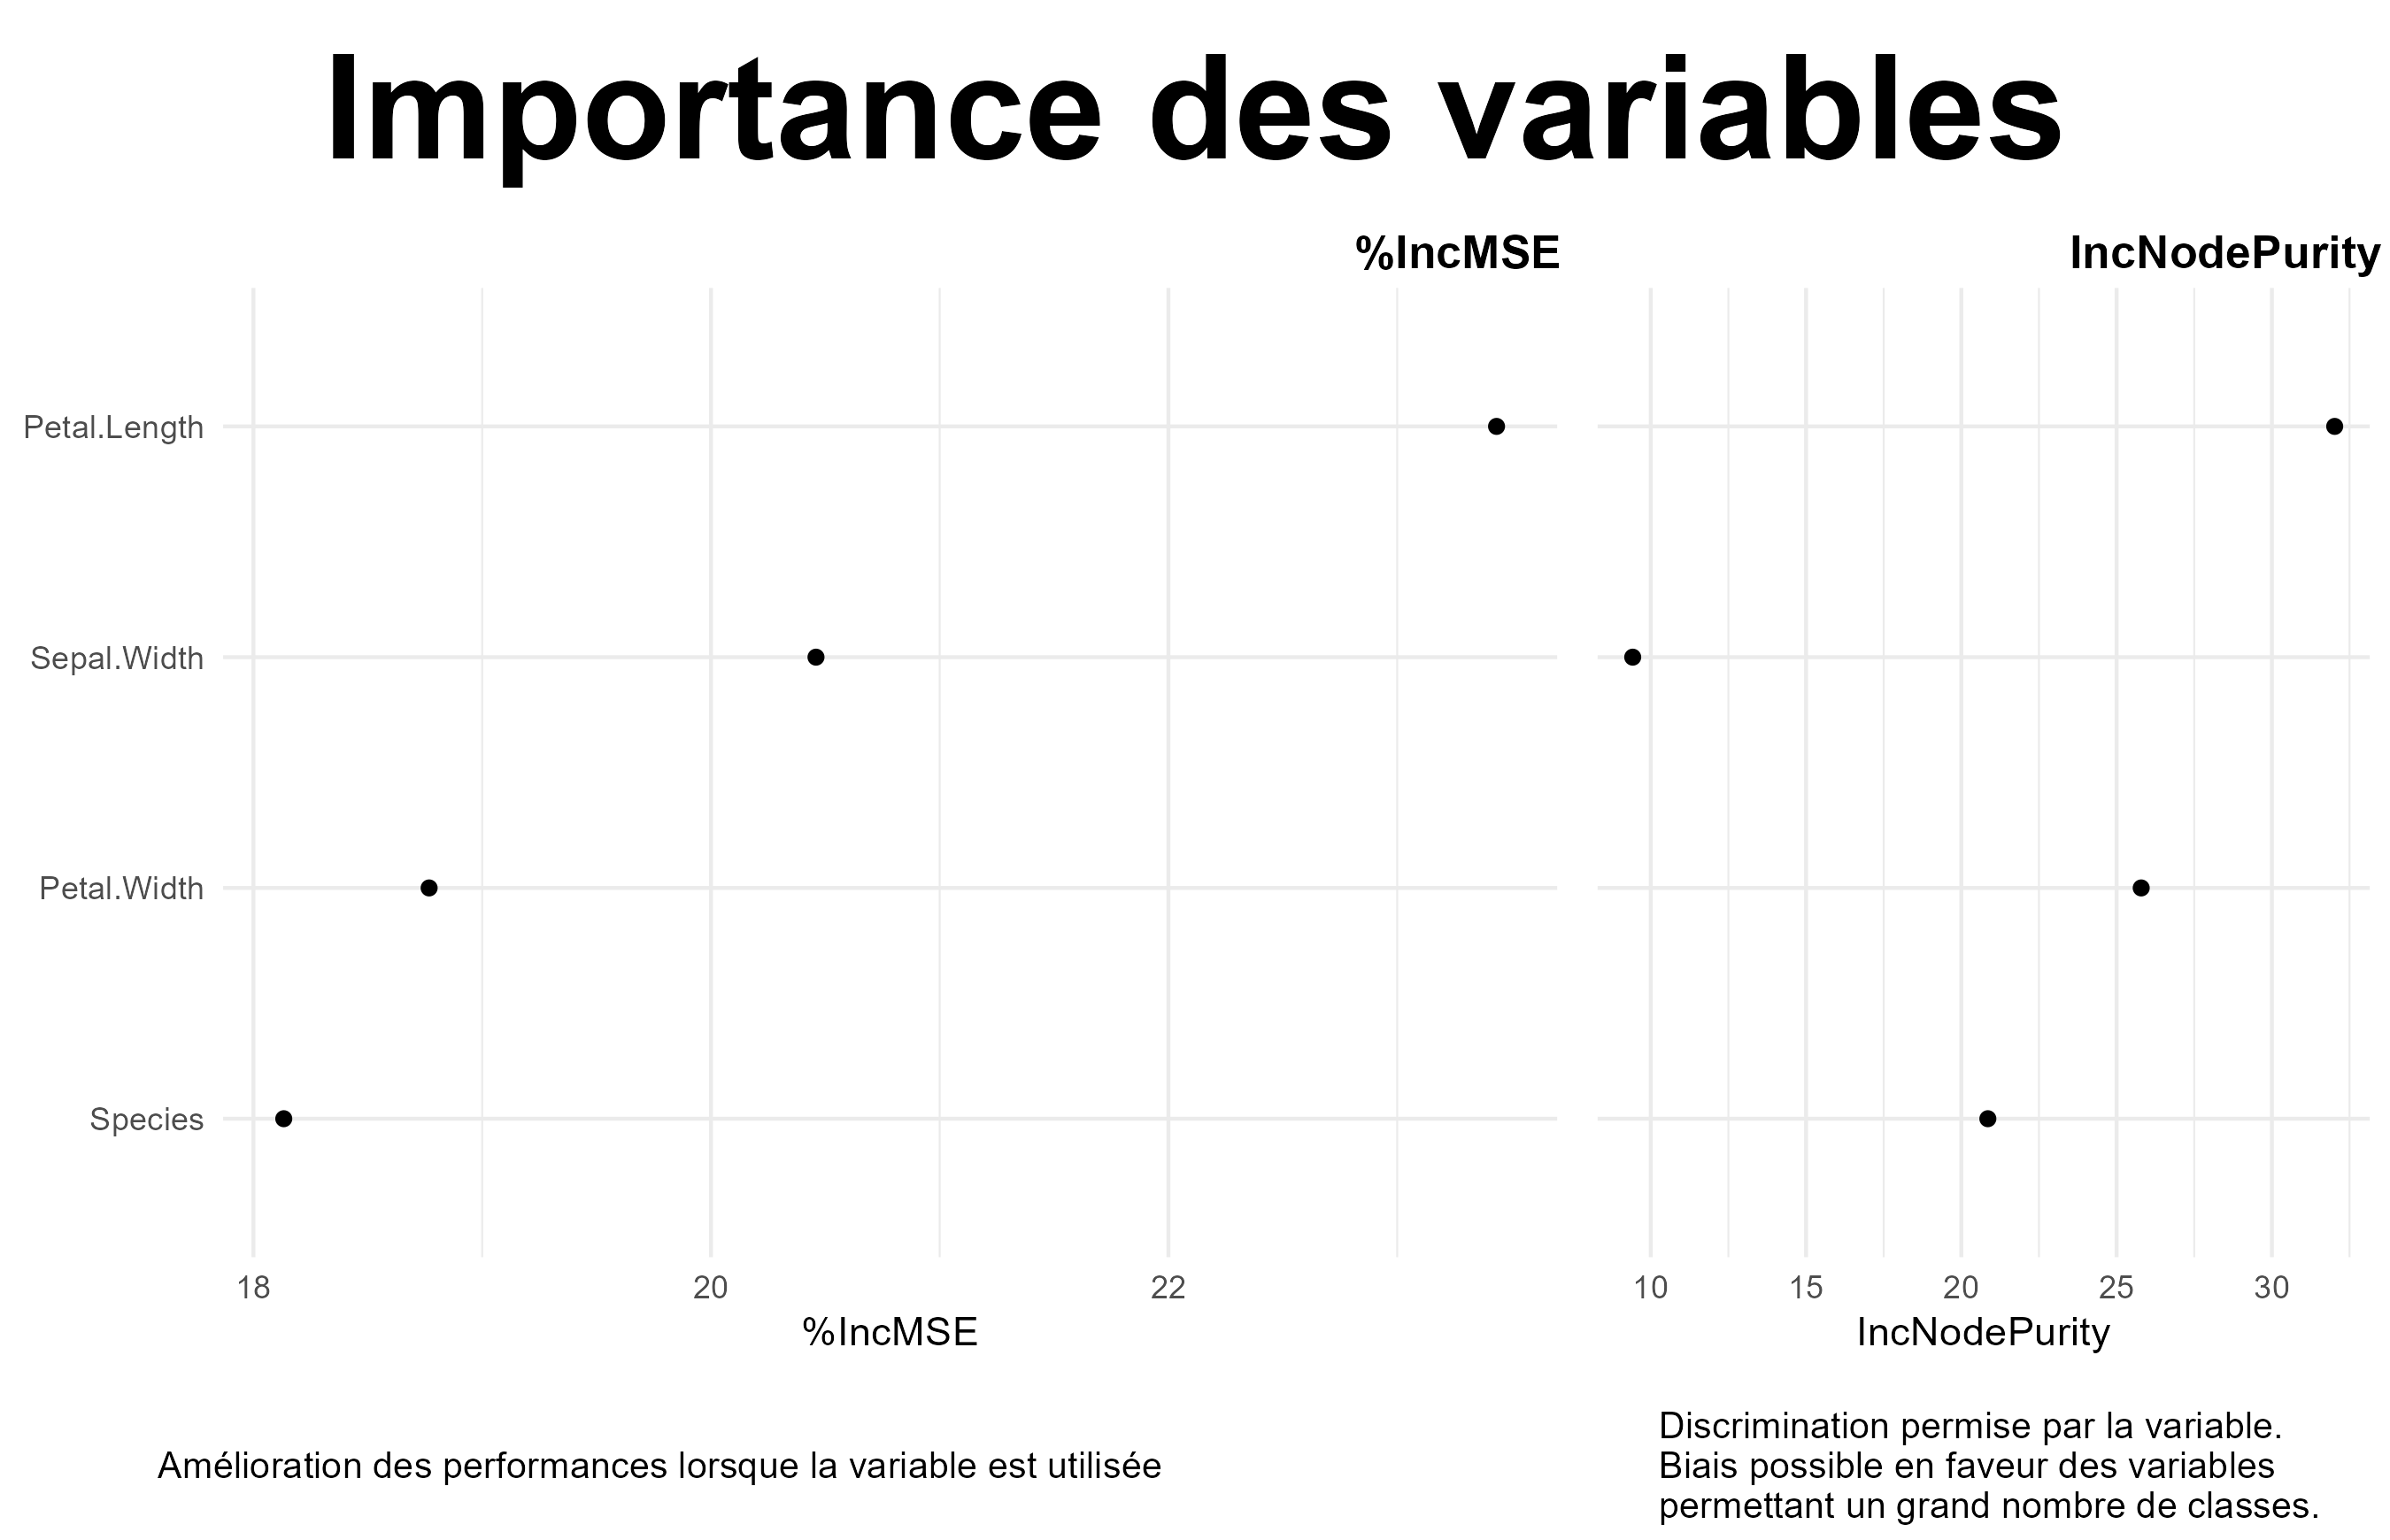 Importance des variables
%IncMSE
IncNodePurity
Petal.Length
Sepal.Width
Petal.Width
Species
18 20 22
10 15 20 25 30
%IncMSE
IncNodePurity
Amélioration des performances lorsque la variable est utilisée
Discrimination permise par la variable.
Biais possible en faveur des variables
permettant un grand nombre de classes.